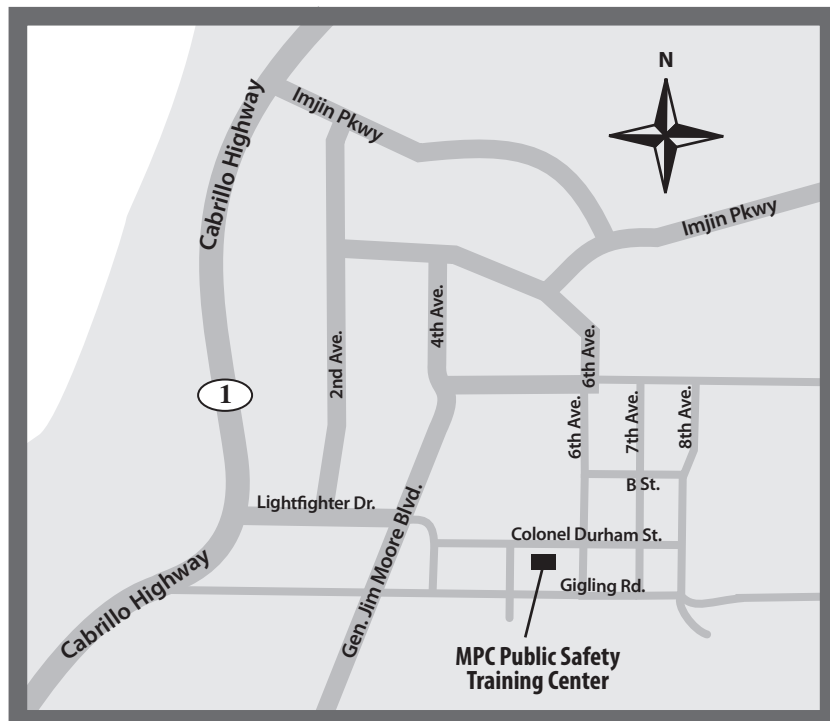 N
Imjin Pkwy
Cabrillo Highway
Imjin Pkwy
4th Ave.
2nd Ave.
6th Ave.
1
6th Ave.
7th Ave.
8th Ave.
B St.
Lightfighter Dr.
Gen. Jim Moore Blvd.
Colonel Durham St.
Cabrillo Highway
Gigling Rd.
MPC Public Safety
Training Center